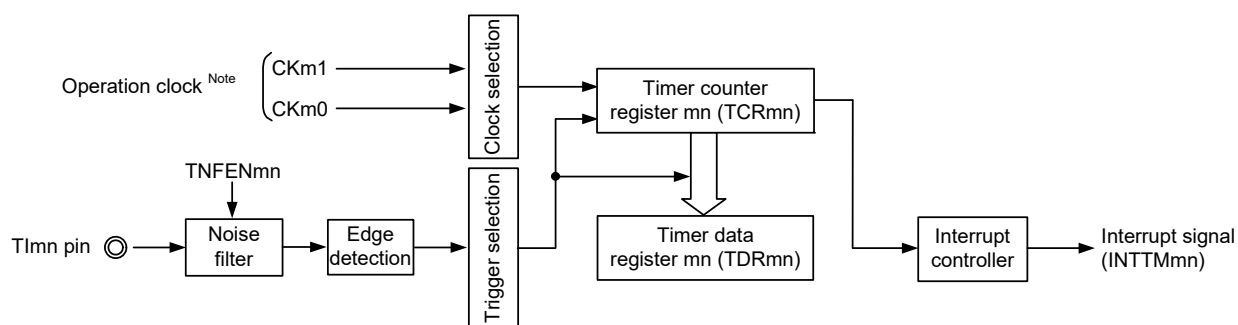 Operation clock Note
CKm1
CKm0
Clock selection
Timer counter
register mn (TCRmn)
TNFENmn
TImn pin
Noise
filter
Edge
detection
Trigger selection
Timer data
register mn (TDRmn)
Interrupt
controller
Interrupt signal
(INTTMmn)